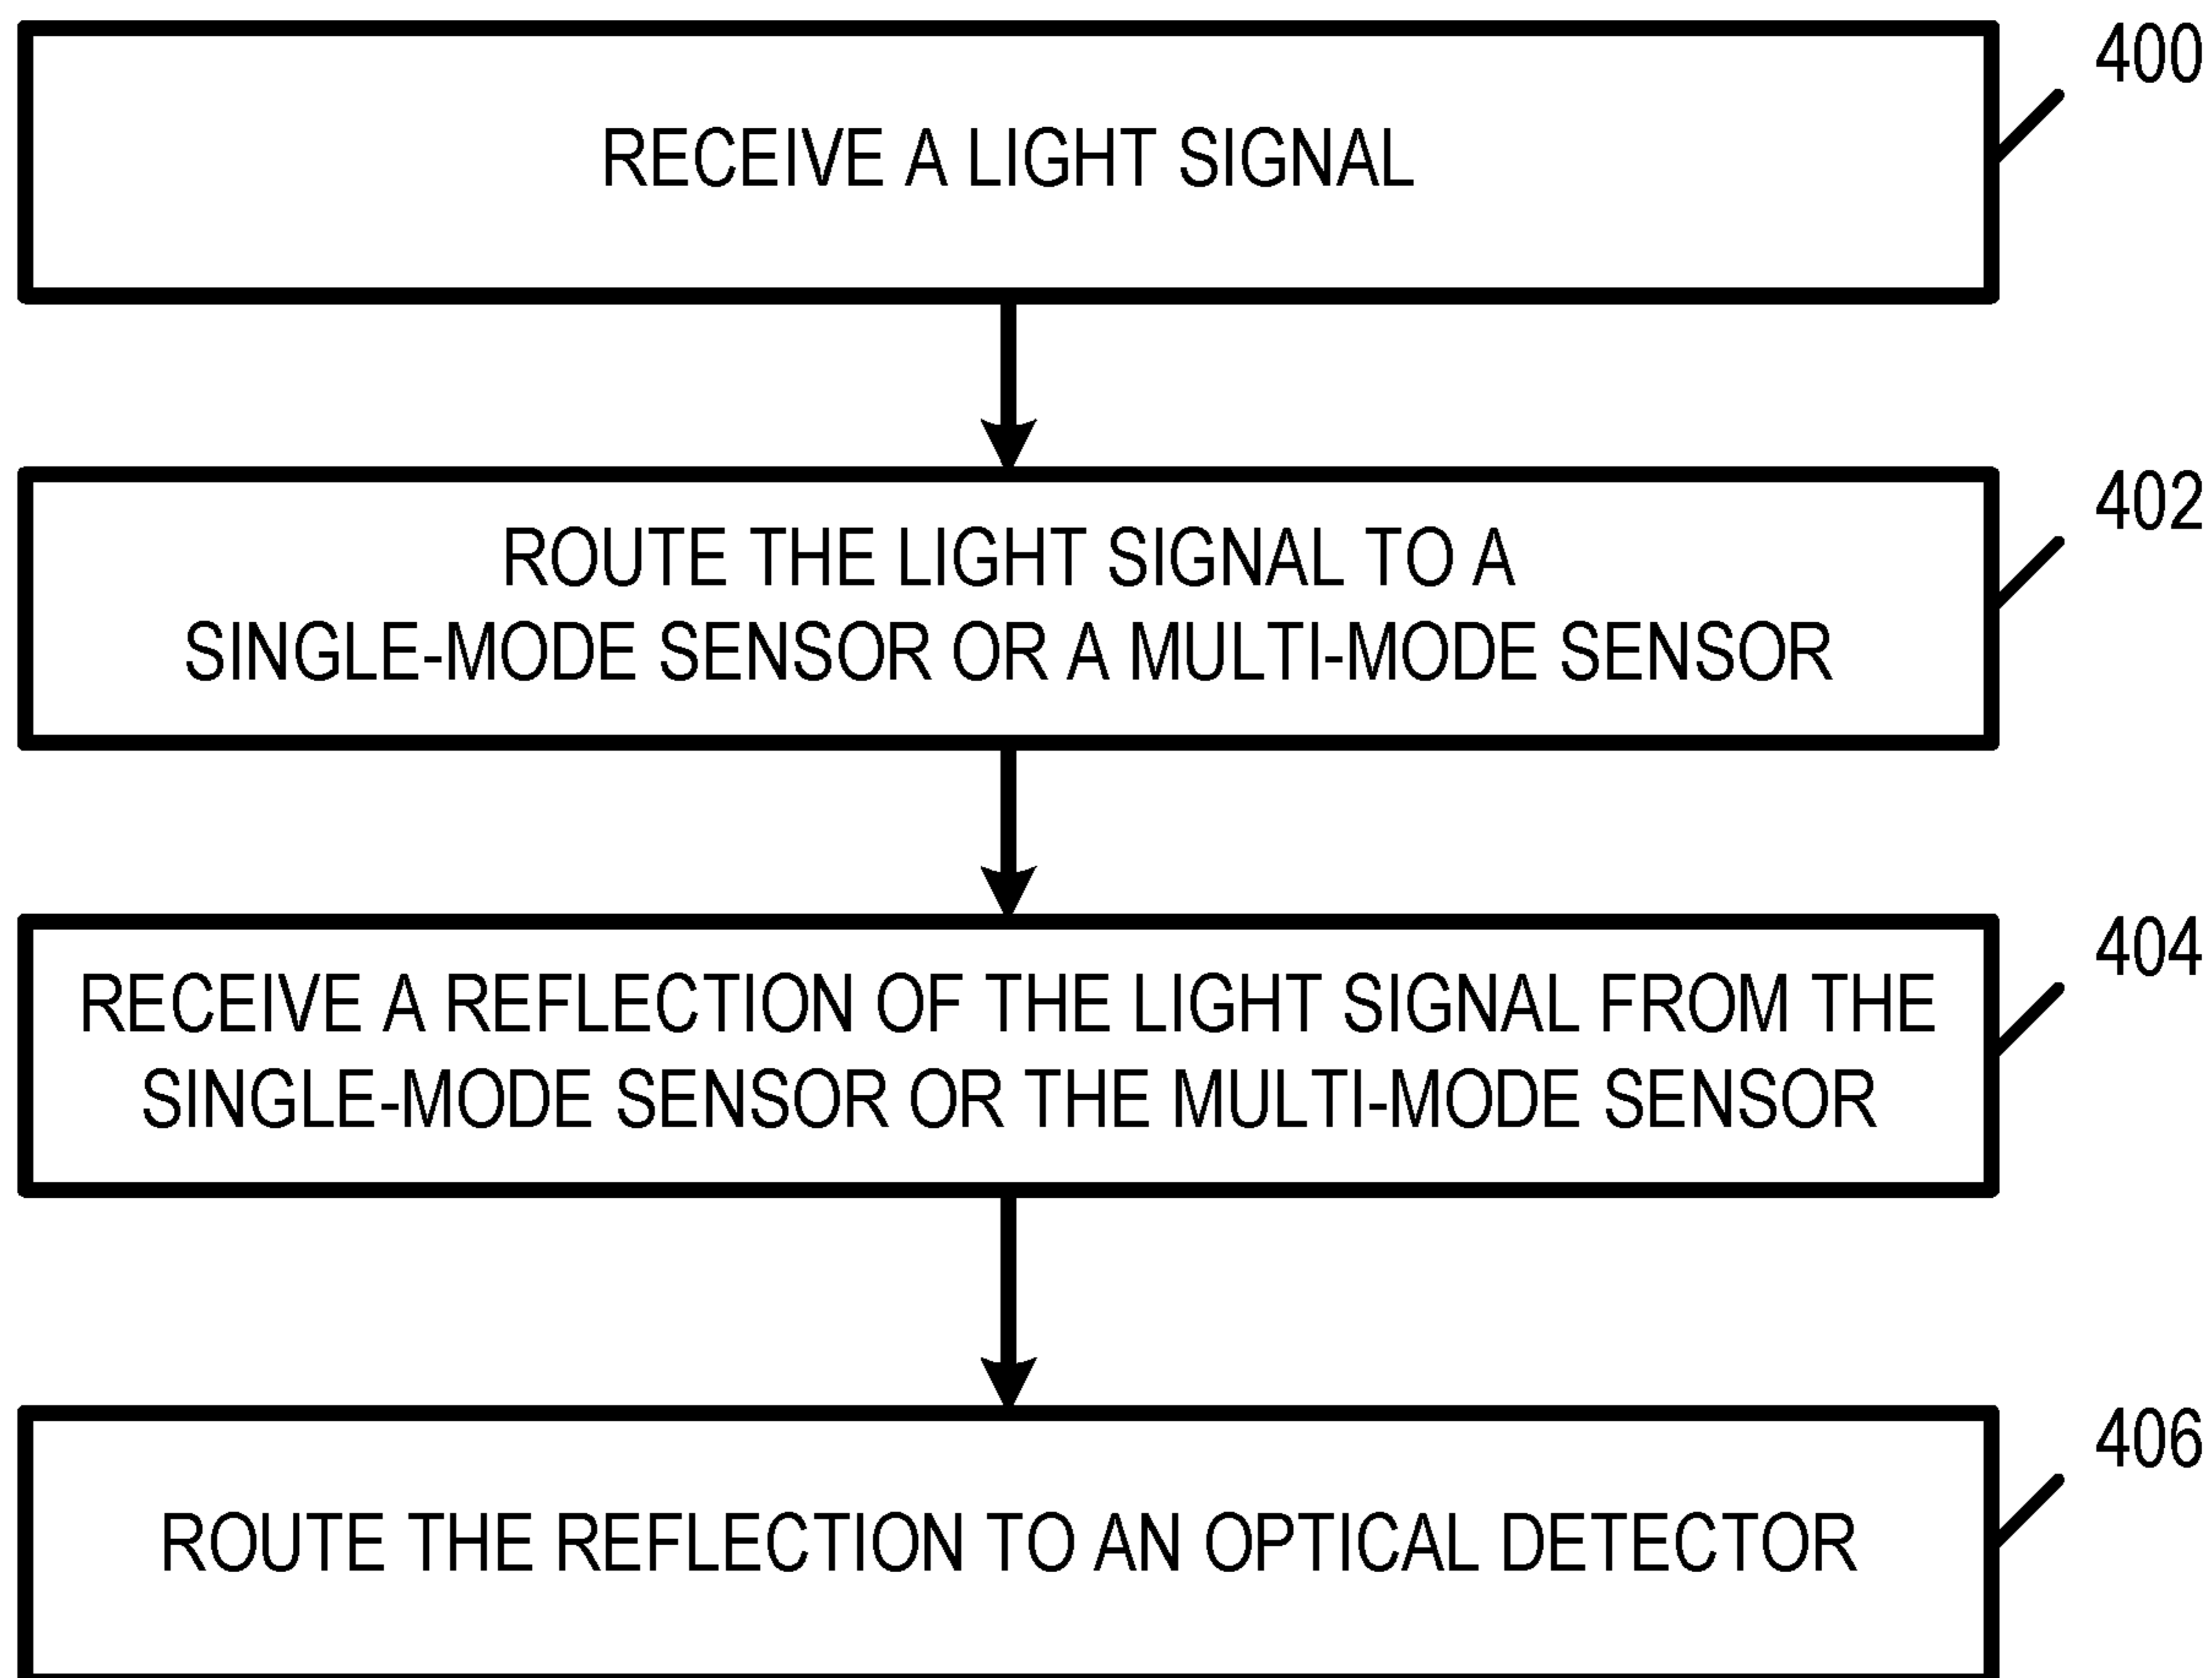 400
RECEIVE A LIGHT SIGNAL
402
ROUTE THE LIGHT SIGNAL TO A
SINGLE-MODE SENSOR OR A MULTI-MODE SENSOR
404
RECEIVE A REFLECTION OF THE LIGHT SIGNAL FROM THE
SINGLE-MODE SENSOR OR THE MULTI-MODE SENSOR
406
ROUTE THE REFLECTION TO AN OPTICAL DETECTOR